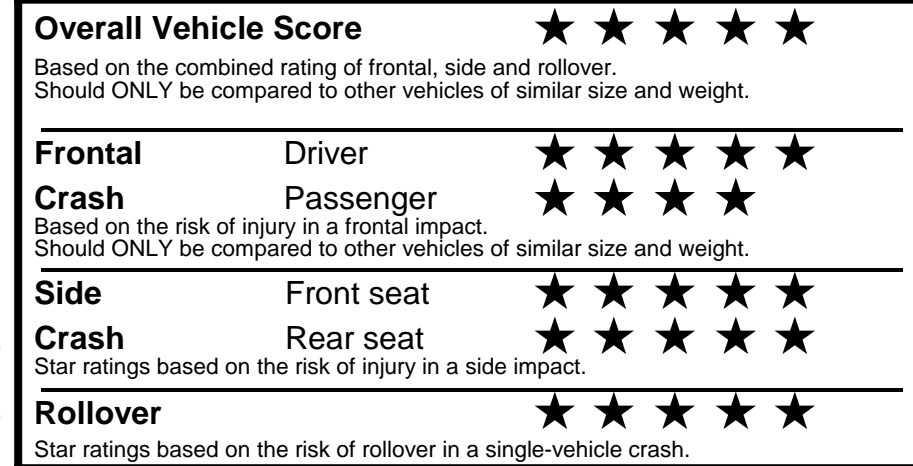 Overall Vehicle Score ★ ★ ★ ★ ★
Based on the combined rating of frontal, side and rollover.
Should ONLY be compared to other vehicles of similar size and weight.
Frontal Driver ★ ★ ★ ★ ★
Crash Passenger ★ ★ ★ ★
Based on the risk of injury in a frontal impact.
Should ONLY be compared to other vehicles of similar size and weight.
Side Front seat ★ ★ ★ ★ ★
Crash Rear seat ★ ★ ★ ★ ★
Star ratings based on the risk of injury in a side impact.
Rollover ★ ★ ★ ★ ★
Star ratings based on the risk of rollover in a single-vehicle crash.